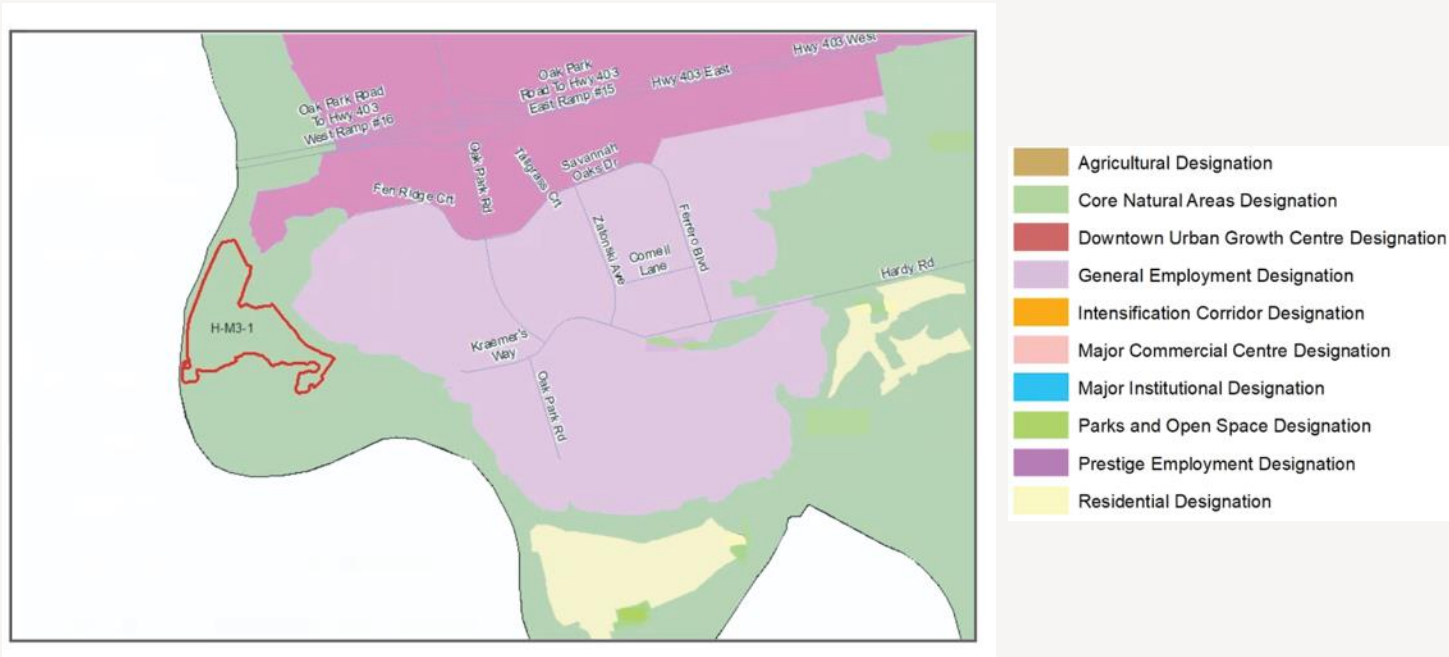 Hwy 403 West
Oak Park
Road To Hwy 403
East Ramp #15
Hwy 403 East
Oak Park Road
To Hwy 403
West Ramp #16
Oak Park Rd
Tallgrass Crt
Savannah
Oaks Dr
Fen Ridge Crt
Zatonski Ave
Ferrero Blvd
Cornell
Lane
Hardy Rd
H-M3-1
Kraemer's
Way
Oak Park Rd
Agricultural Designation
Core Natural Areas Designation
Downtown Urban Growth Centre Designation
General Employment Designation
Intensification Corridor Designation
Major Commercial Centre Designation
Major Institutional Designation
Parks and Open Space Designation
Prestige Employment Designation
Residential Designation